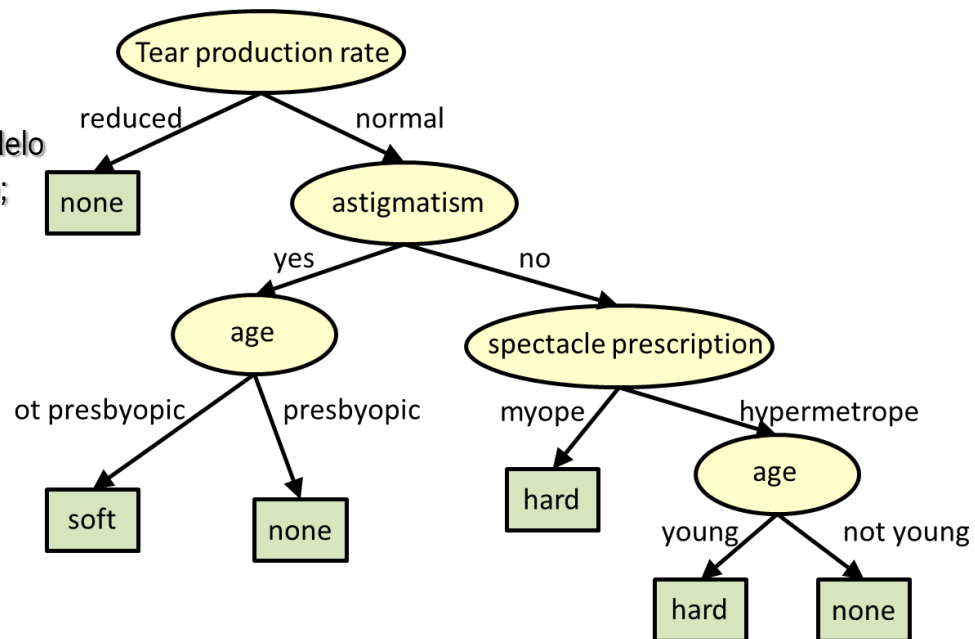 Tear production rate
reduced
normal
delo
;
none
astigmatism
yes
no
age
spectacle prescription
ot presbyopic
presbyopic
myope
hypermetrope
age
soft
none
hard
young
not young
hard
none